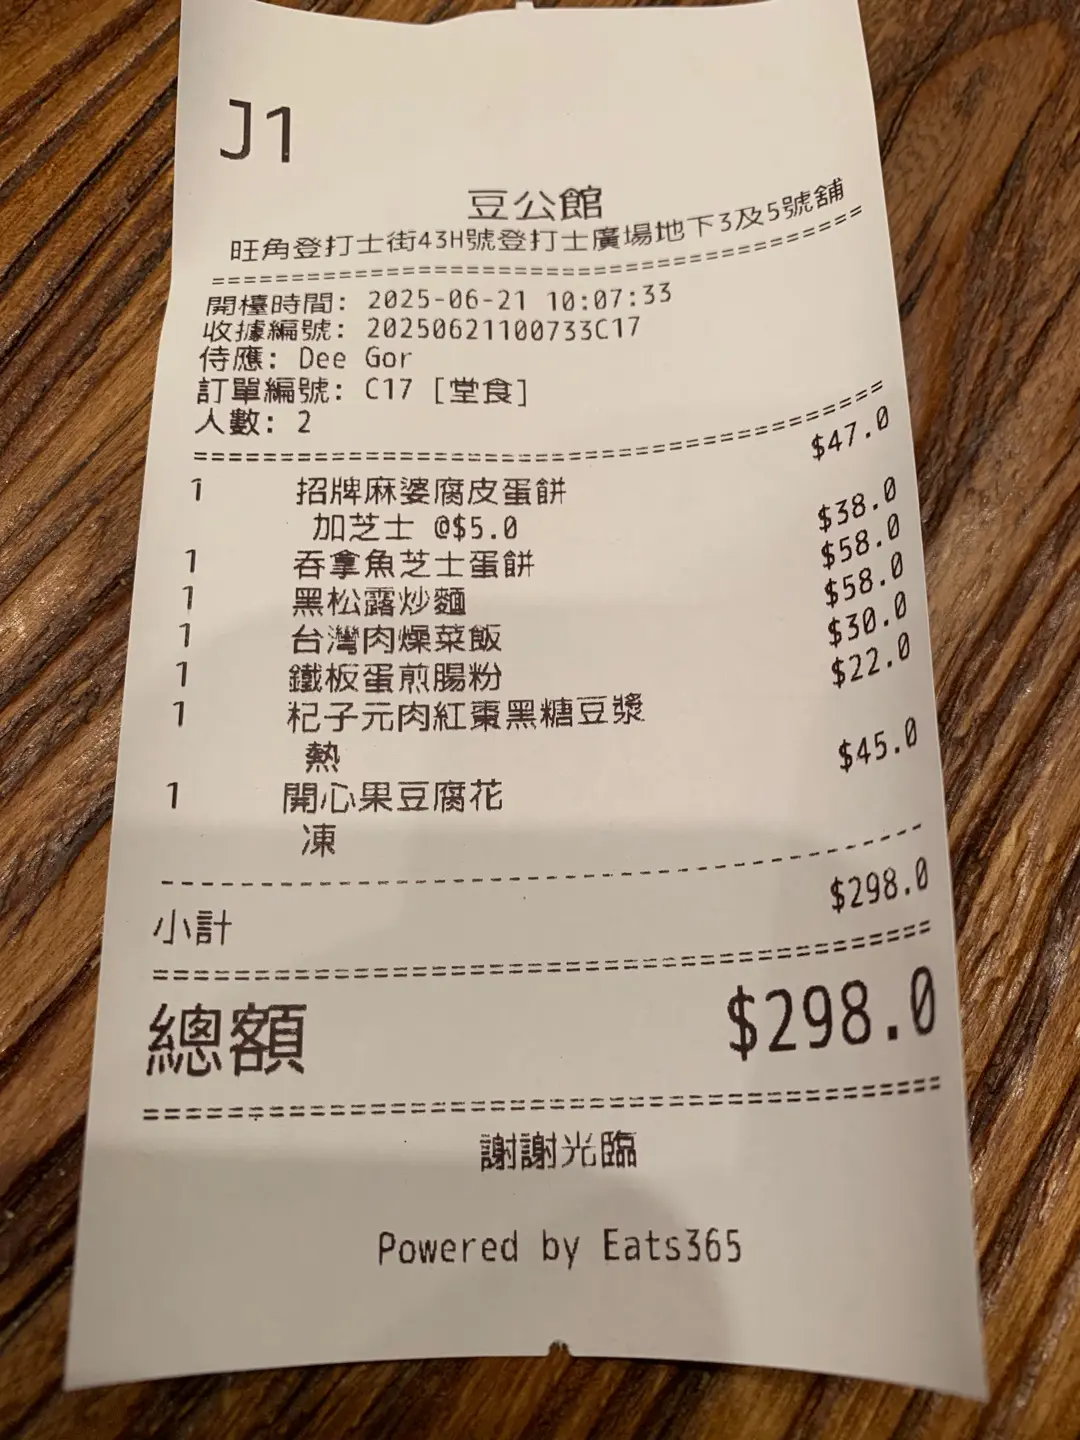 J1
豆公館
旺角登打士街43H號登打士廣場地下3及5號舖
開檯時間: 2025-06-21 10:07:33
收據編號: 20250621100733C17
侍應: Dee Gor
訂單編號: C17 [堂食]
人數: 2
1 招牌麻婆腐皮蛋餅 $47.0
加芝士 @$5.0
1 吞拿魚芝士蛋餅 $38.0
1 黑松露炒麵 $58.0
1 台灣肉燥菜飯 $58.0
1 鐵板蛋煎腸粉 $30.0
1 杞子元肉紅棗黑糖豆漿 $22.0
熱
1 開心果豆腐花 $45.0
凍
小計 $298.0
總額 $298.0
謝謝光臨
Powered by Eats365